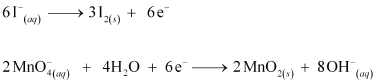 6I⁻(aq) ⟶ 3I2(s) + 6e⁻
2MnO4⁻(aq) + 4H2O + 6e⁻ ⟶ 2MnO2(s) + 8OH⁻(aq)